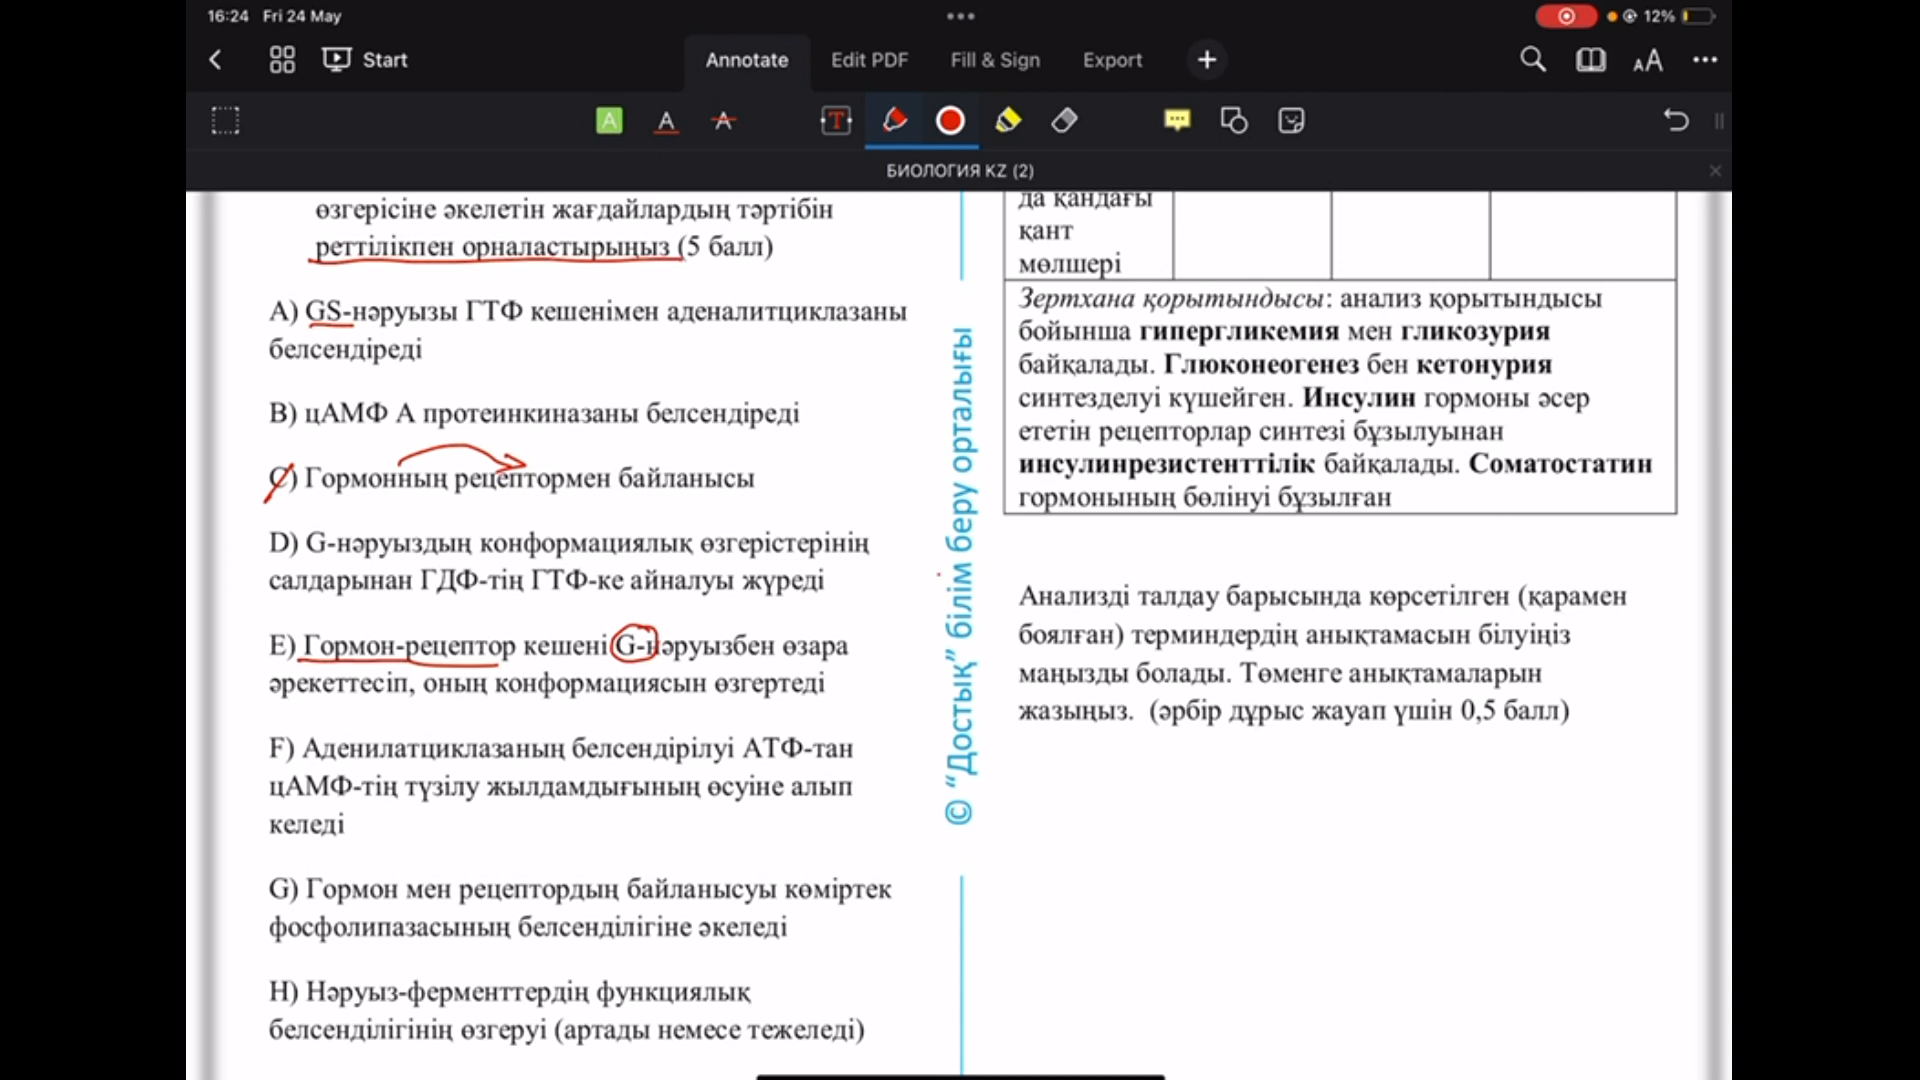 16:24 Fri 24 May
12%
Start
Annotate
Edit PDF
Fill & Sign
Export
БИОЛОГИЯ KZ (2)
өзгерісіне әкелетін жағдайлардың тәртібін
реттілікпен орналастырыңыз (5 балл)
A) GS-нәруызы ГТФ кешенімен аденалитциклазаны
белсендіреді
B) цАМФ А протеинкиназаны белсендіреді
C) Гормонның рецептормен байланысы
D) G-нәруыздың конформациялық өзгерістерінің
салдарынан ГДФ-тің ГТФ-ке айналуы жүреді
E) Гормон-рецептор кешені G-нәруызбен өзара
әрекеттесіп, оның конформациясын өзгертеді
F) Аденилатциклазаның белсендірілуі АТФ-тан
цАМФ-тің түзілу жылдамдығының өсуіне алып
келеді
G) Гормон мен рецептордың байланысуы көміртек
фосфолипазасының белсенділігіне әкеледі
H) Нәруыз-ферменттердің функциялық
белсенділігінің өзгеруі (артады немесе тежеледі)
© “Достық” білім беру орталығы
да қандағы
қант
мөлшері
Зертхана қорытындысы: анализ қорытындысы
бойынша гипергликемия мен гликозурия
байқалады. Глюконеогенез бен кетонурия
синтезделуі күшейген. Инсулин гормоны әсер
ететін рецепторлар синтезі бұзылуынан
инсулинрезистенттілік байқалады. Соматостатин
гормонының бөлінуі бұзылған
Анализді талдау барысында көрсетілген (қарамен
боялған) терминдердің анықтамасын білуіңіз
маңызды болады. Төменге анықтамаларын
жазыңыз. (әрбір дұрыс жауап үшін 0,5 балл)